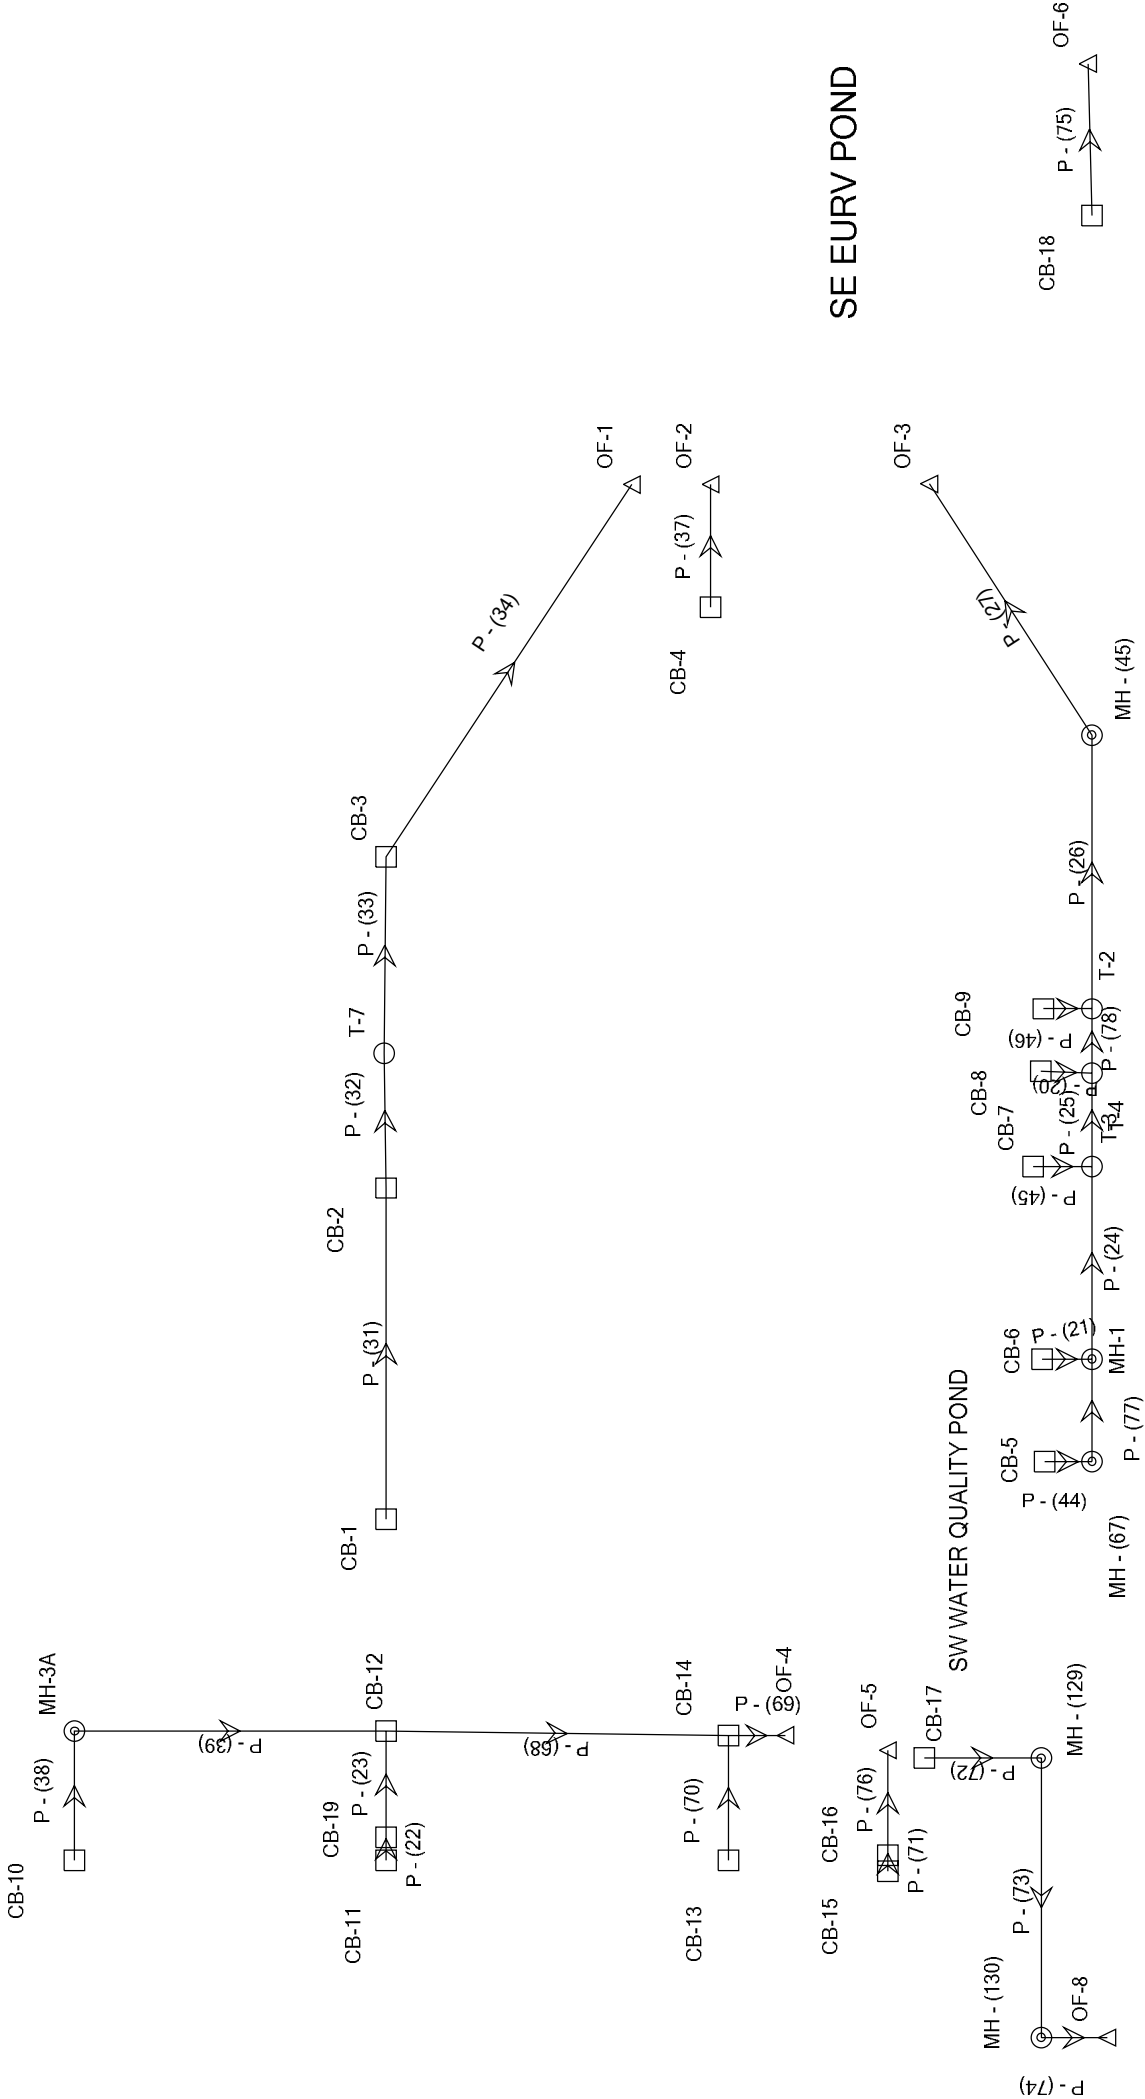 OF-6
P - (75)
CB-18
SE EURV POND
OF-1
OF-2
OF-3
P - (37)
P - (34)
P - (27)
CB-4
MH - (45)
CB-3
P - (33)
P - (26)
T-7
T-2
CB-9
P - (46)
P - (78)
P - (32)
CB-8
P - (20)
CB-7
P - (25)
T-4
T-3
P - (45)
CB-2
P - (24)
P - (31)
CB-6
P - (21)
MH-1
SW WATER QUALITY POND
CB-5
P - (77)
P - (44)
CB-1
MH - (67)
MH-3A
CB-12
CB-14
OF-4
P - (69)
OF-5
CB-17
MH - (129)
P - (39)
P - (68)
P - (72)
P - (38)
P - (23)
P - (70)
P - (76)
CB-19
P - (22)
CB-16
P - (71)
CB-10
CB-11
CB-13
CB-15
P - (73)
MH - (130)
OF-8
P - (74)